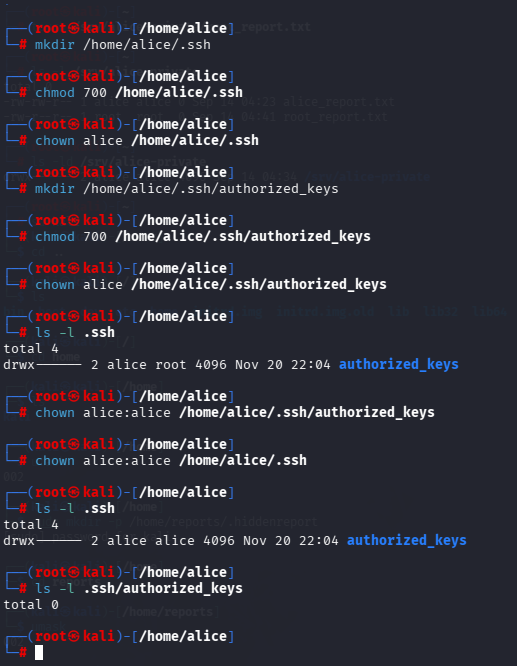 ┌──(root㉿kali)-[/home/alice]
└─# mkdir /home/alice/.ssh
┌──(root㉿kali)-[/home/alice]
└─# chmod 700 /home/alice/.ssh
┌──(root㉿kali)-[/home/alice]
└─# chown alice /home/alice/.ssh
┌──(root㉿kali)-[/home/alice]
└─# mkdir /home/alice/.ssh/authorized_keys
┌──(root㉿kali)-[/home/alice]
└─# chmod 700 /home/alice/.ssh/authorized_keys
┌──(root㉿kali)-[/home/alice]
└─# chown alice /home/alice/.ssh/authorized_keys
┌──(root㉿kali)-[/home/alice]
└─# ls -l .ssh
total 4
drwx------ 2 alice root 4096 Nov 20 22:04 authorized_keys
┌──(root㉿kali)-[/home/alice]
└─# chown alice:alice /home/alice/.ssh/authorized_keys
┌──(root㉿kali)-[/home/alice]
└─# chown alice:alice /home/alice/.ssh
┌──(root㉿kali)-[/home/alice]
└─# ls -l .ssh
total 4
drwx------ 2 alice alice 4096 Nov 20 22:04 authorized_keys
┌──(root㉿kali)-[/home/alice]
└─# ls -l .ssh/authorized_keys
total 0
┌──(root㉿kali)-[/home/alice]
└─#